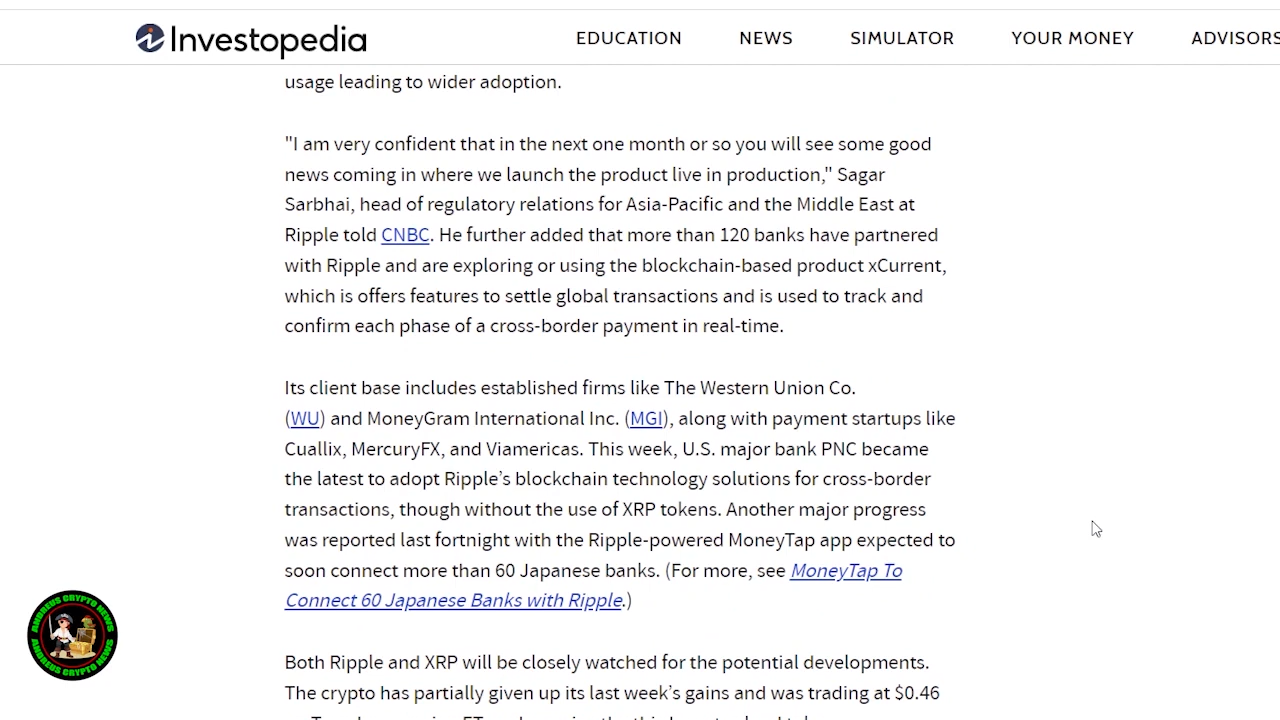 Investopedia
EDUCATION NEWS SIMULATOR YOUR MONEY ADVISORS
usage leading to wider adoption.
"I am very confident that in the next one month or so you will see some good
news coming in where we launch the product live in production," Sagar
Sarbhai, head of regulatory relations for Asia-Pacific and the Middle East at
Ripple told CNBC. He further added that more than 120 banks have partnered
with Ripple and are exploring or using the blockchain-based product xCurrent,
which is offers features to settle global transactions and is used to track and
confirm each phase of a cross-border payment in real-time.
Its client base includes established firms like The Western Union Co.
(WU) and MoneyGram International Inc. (MGI), along with payment startups like
Cuallix, MercuryFX, and Viamericas. This week, U.S. major bank PNC became
the latest to adopt Ripple’s blockchain technology solutions for cross-border
transactions, though without the use of XRP tokens. Another major progress
was reported last fortnight with the Ripple-powered MoneyTap app expected to
soon connect more than 60 Japanese banks. (For more, see MoneyTap To
Connect 60 Japanese Banks with Ripple.)
ANDREUS CRYPTO NEWS
ANDREUS CRYPTO NEWS
Both Ripple and XRP will be closely watched for the potential developments.
The crypto has partially given up its last week’s gains and was trading at $0.46